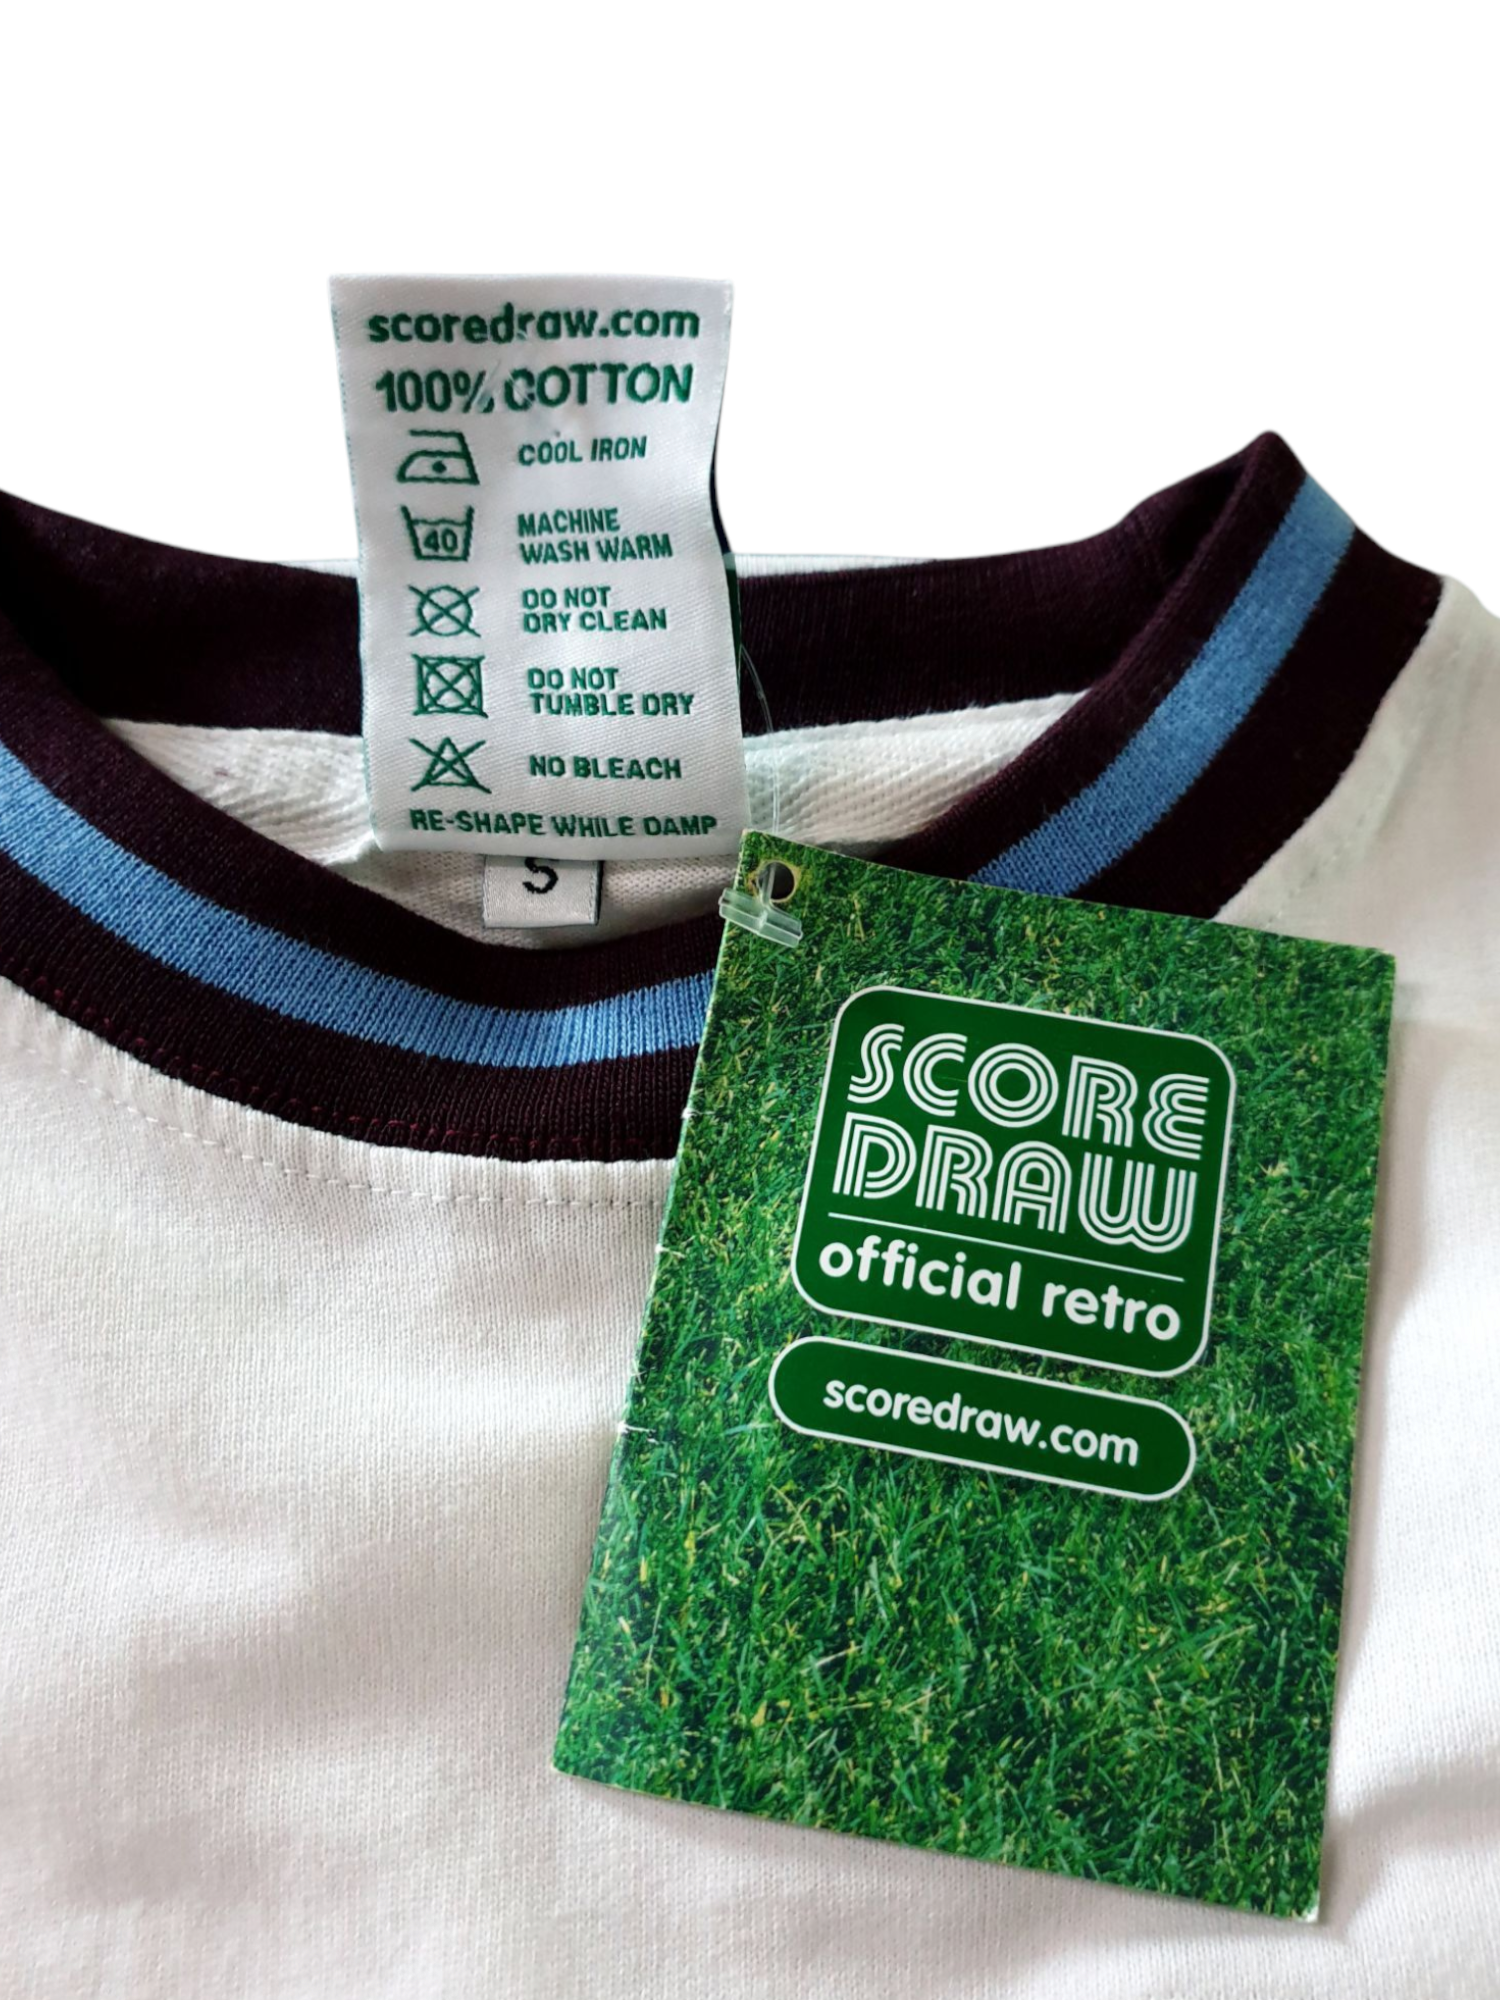 scoredraw.com
100% COTTON
COOL IRON
40
MACHINE
WASH WARM
DO NOT
DRY CLEAN
DO NOT
TUMBLE DRY
NO BLEACH
RE-SHAPE WHILE DAMP
S
SCORE
DRAW
official retro
scoredraw.com